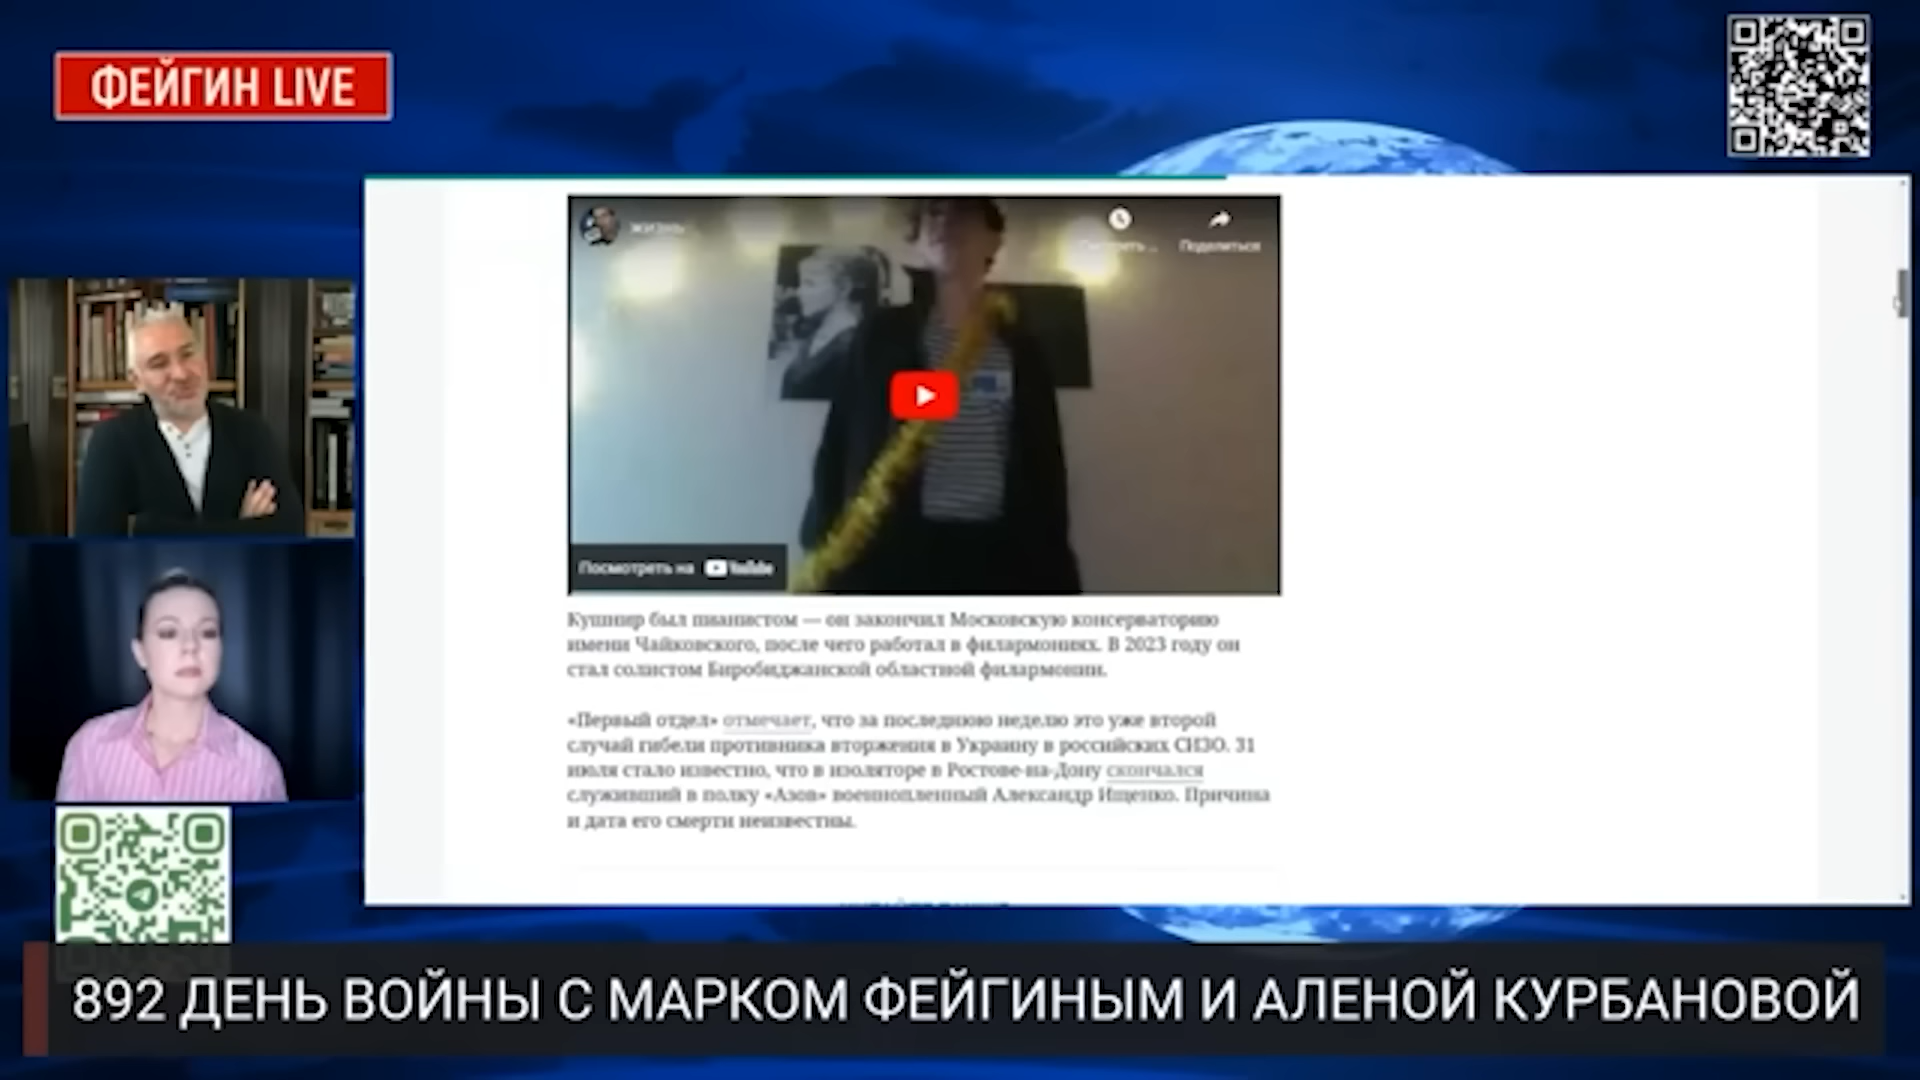 ФЕЙГИН LIVE
жизнь
Поделиться
Посмотреть на YouTube
Кушнир был пианистом — он закончил Московскую консерваторию
имени Чайковского, после чего работал в филармониях. В 2023 году он
стал солистом Биробиджанской областной филармонии.
«Первый отдел» отмечает, что за последнюю неделю это уже второй
случай гибели противника вторжения в Украину в российских СИЗО. 31
июля стало известно, что в изоляторе в Ростове-на-Дону скончался
служивший в полку «Азов» военнопленный Александр Ищенко. Причина
и дата его смерти неизвестны.
892 ДЕНЬ ВОЙНЫ С МАРКОМ ФЕЙГИНЫМ И АЛЕНОЙ КУРБАНОВОЙ